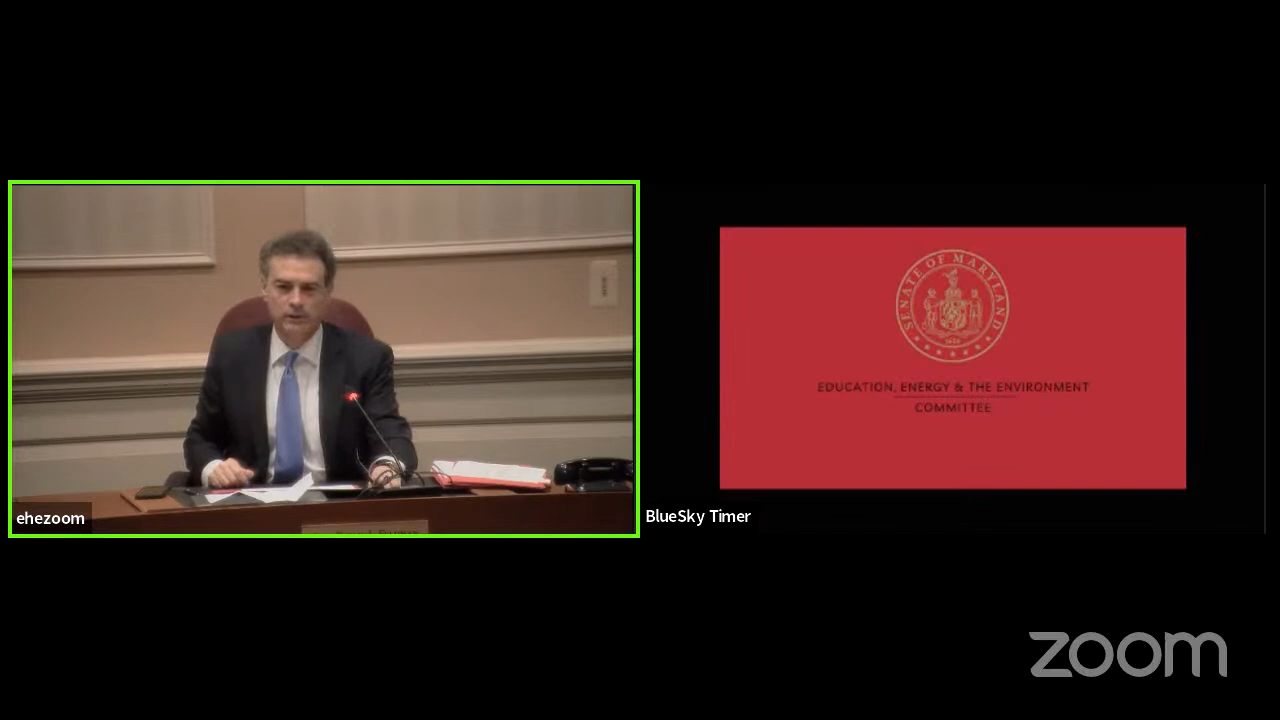 SENATE OF MARYLAND
EDUCATION, ENERGY & THE ENVIRONMENT
COMMITTEE
ehezoom
BlueSky Timer
zoom